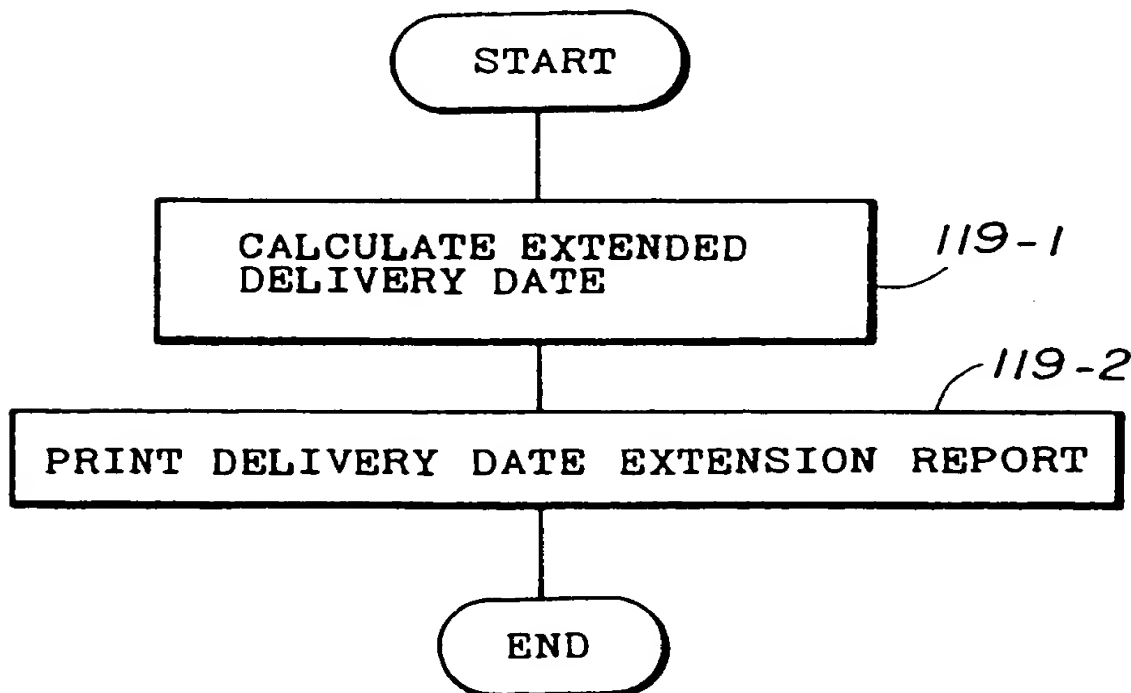 START
CALCULATE EXTENDED
DELIVERY DATE
119-1
119-2
PRINT DELIVERY DATE EXTENSION REPORT
END